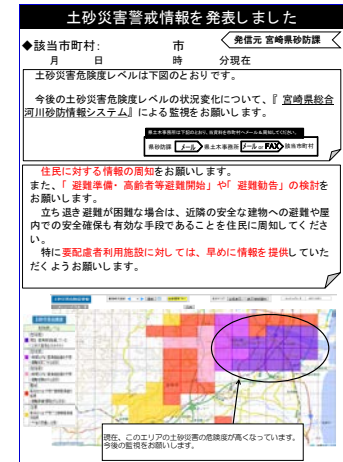 土砂災害警戒情報を発表しました
発信元 宮崎県砂防課
◆該当市町村: 市
月 日 時 分現在
土砂災害危険度レベルは下図のとおりです。
今後の土砂災害危険度レベルの状況変化について、『 宮崎県総合
河川砂防情報システム』による監視をお願いします。
県砂防課 メール 県土木事務所 メール or FAX 該当市町村
住民に対する情報の周知をお願いします。
また、「 避難準備・高齢者等避難開始」や「 避難勧告」の検討を
お願いします。
立ち退き避難が困難な場合は、近隣の安全な建物への避難や屋
内での安全確保も有効な手段であることを住民に周知してくださ
い。
特に要配慮者利用施設に対しては、早めに情報を提供していた
だくようお願いします。
現在、このエリアの土砂災害の危険度が高くなっています。
今後の監視をお願いします。